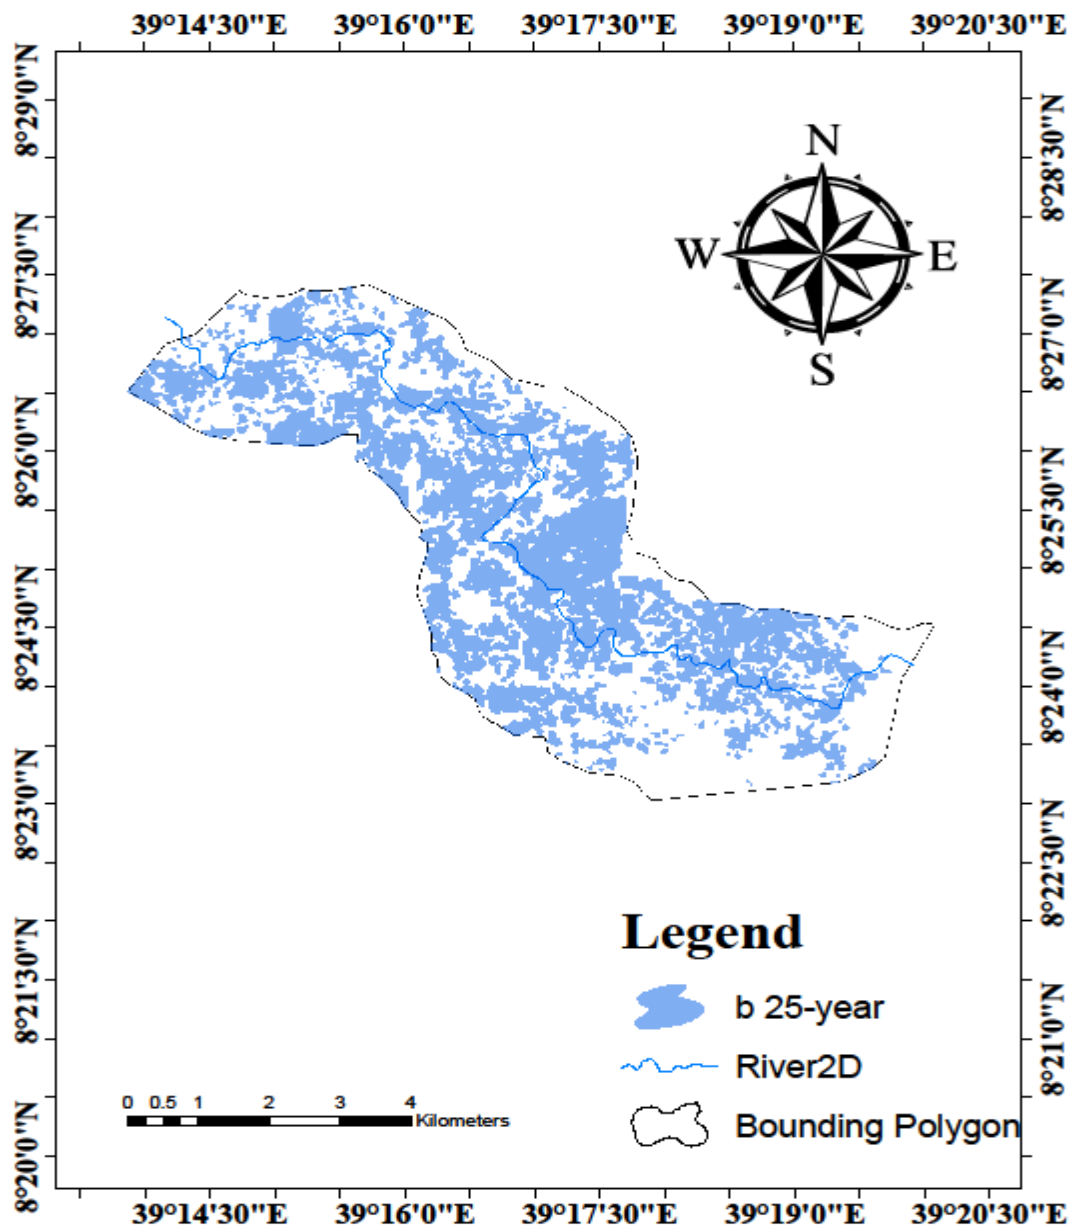 39°14'30"E 39°16'0"E 39°17'30"E 39°19'0"E 39°20'30"E
8°29'0"N
8°27'30"N
8°26'0"N
8°24'30"N
8°23'0"N
8°21'30"N
8°20'0"N
8°28'30"N
8°27'0"N
8°25'30"N
8°24'0"N
8°22'30"N
8°21'0"N
N
W E
S
Legend
b 25-year
River2D
Bounding Polygon
0 0.5 1 2 3 4
Kilometers
39°14'30"E 39°16'0"E 39°17'30"E 39°19'0"E 39°20'30"E